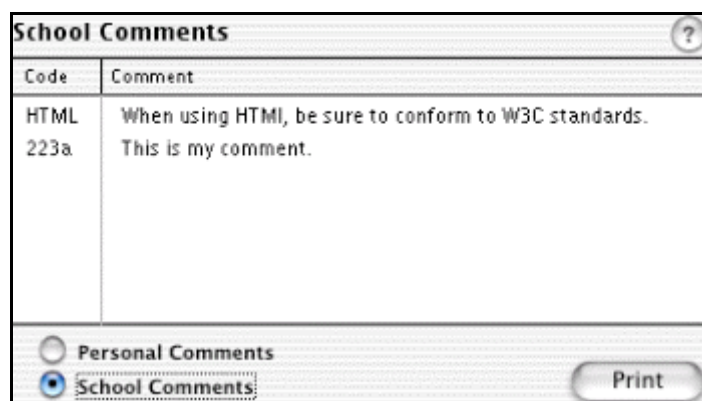 School Comments ?
Code Comment
HTML When using HTMl, be sure to conform to W3C standards.
223a This is my comment.
Personal Comments
School Comments
Print